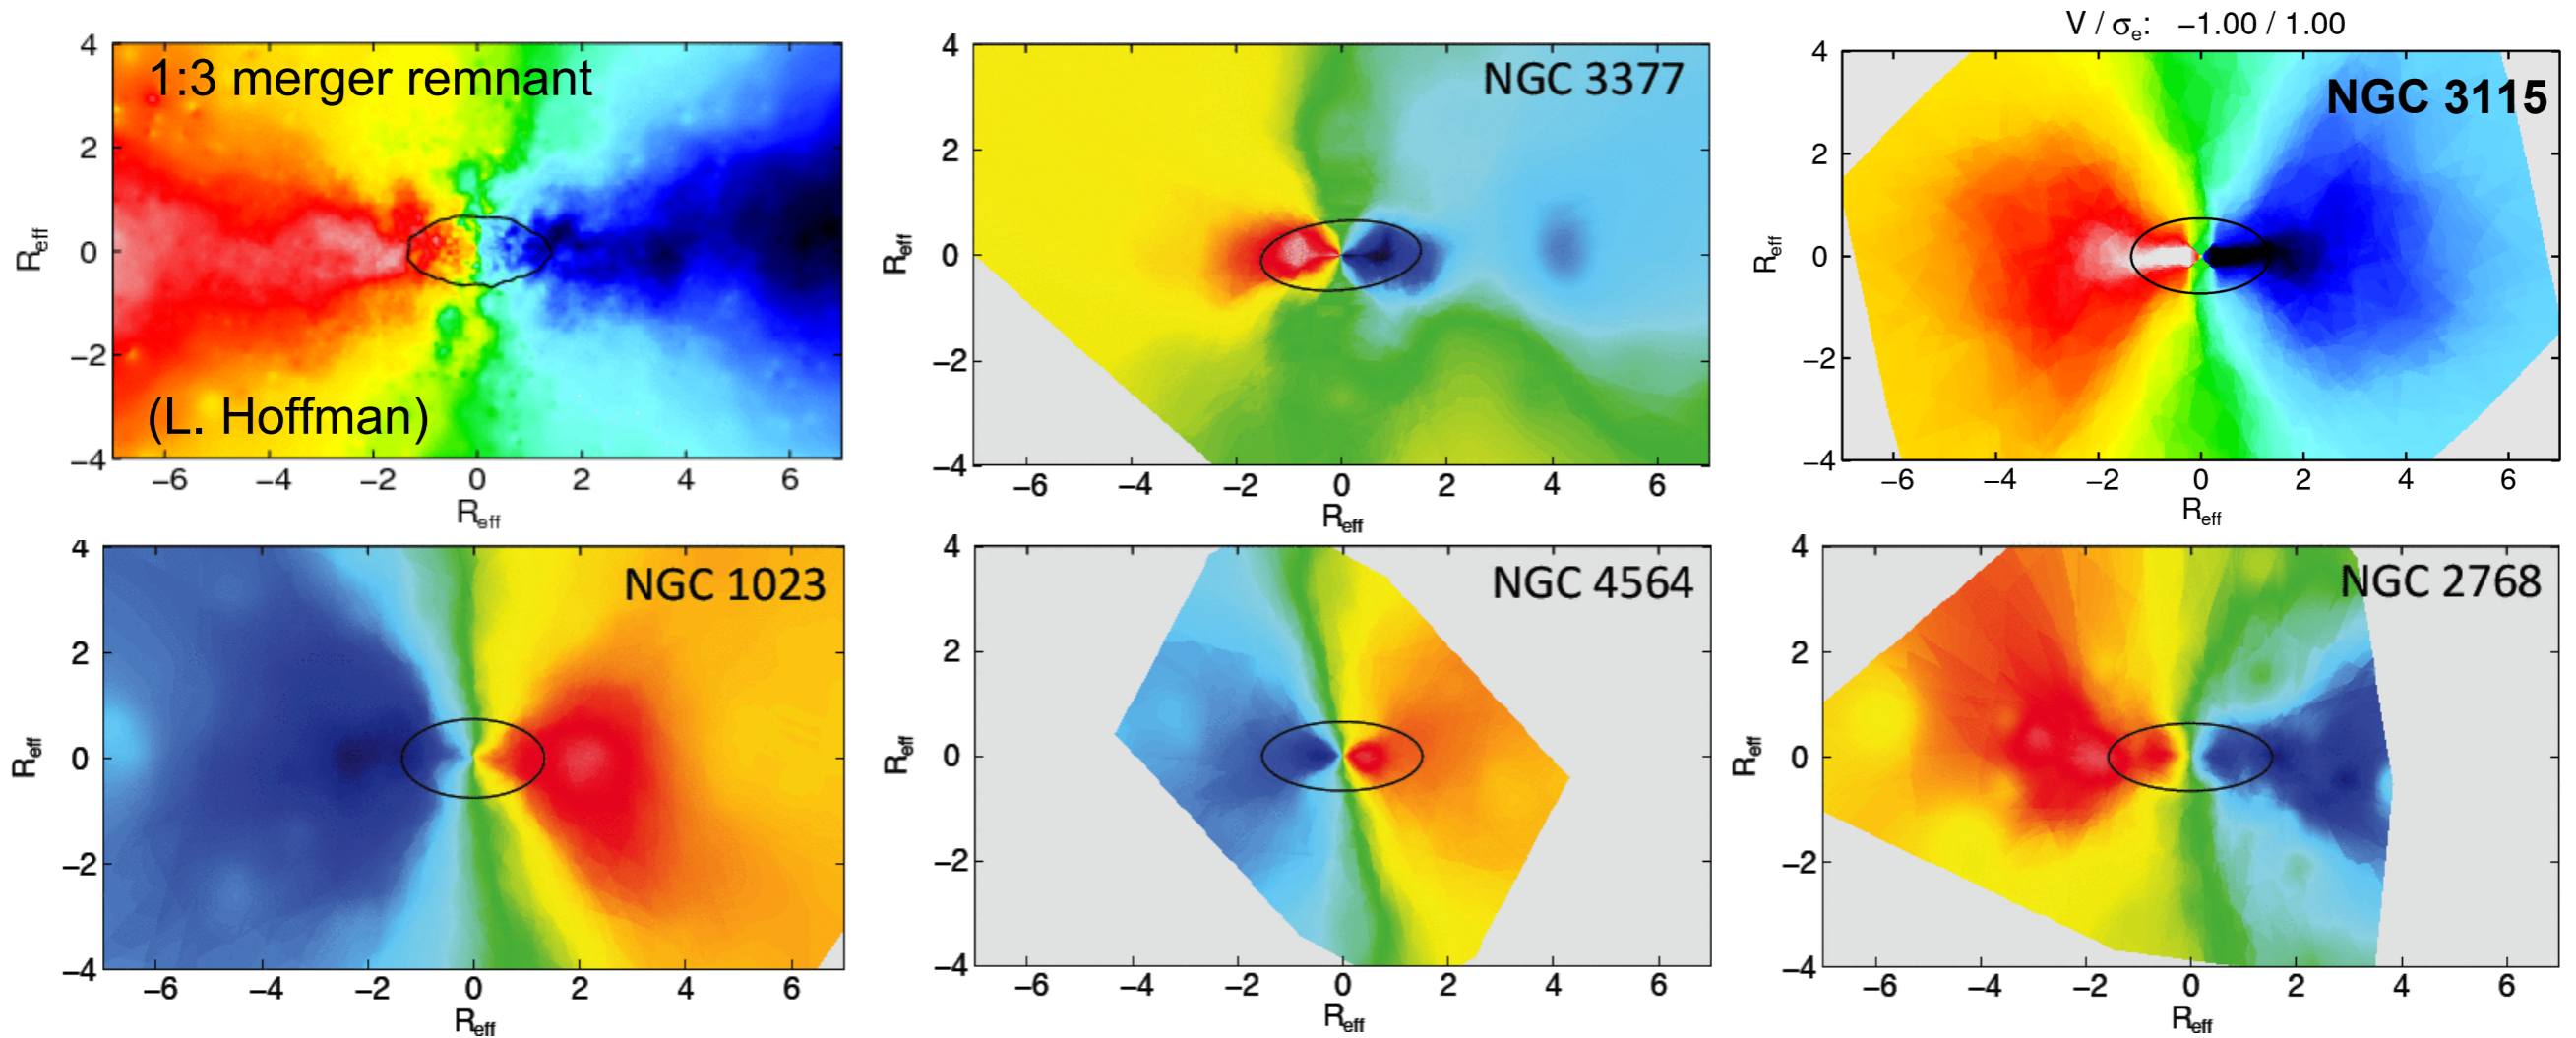 V / σe: −1.00 / 1.00
4
2
0
−2
−4
Reff
1:3 merger remnant
(L. Hoffman)
−6 −4 −2 0 2 4 6
Reff
4
2
0
−2
−4
Reff
NGC 3377
−6 −4 −2 0 2 4 6
Reff
4
2
0
−2
−4
Reff
NGC 3115
−6 −4 −2 0 2 4 6
Reff
4
2
0
−2
−4
Reff
NGC 1023
−6 −4 −2 0 2 4 6
Reff
4
2
0
−2
−4
Reff
NGC 4564
−6 −4 −2 0 2 4 6
Reff
4
2
0
−2
−4
Reff
NGC 2768
−6 −4 −2 0 2 4 6
Reff